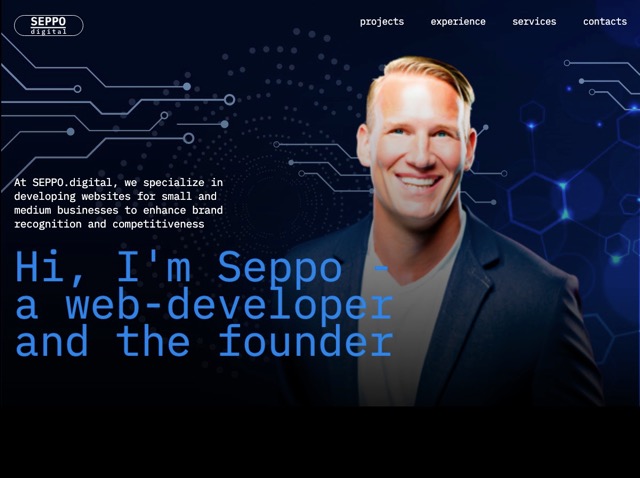 SEPPO
digital
projects experience services contacts
At SEPPO.digital, we specialize in
developing websites for small and
medium businesses to enhance brand
recognition and competitiveness
Hi, I'm Seppo -
a web-developer
and the founder